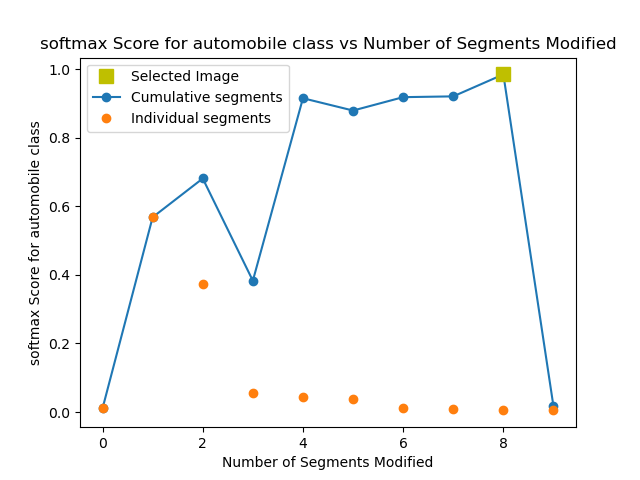 softmax Score for automobile class vs Number of Segments Modified
Selected Image
Cumulative segments
Individual segments
softmax Score for automobile class
1.0
0.8
0.6
0.4
0.2
0.0
0 2 4 6 8
Number of Segments Modified